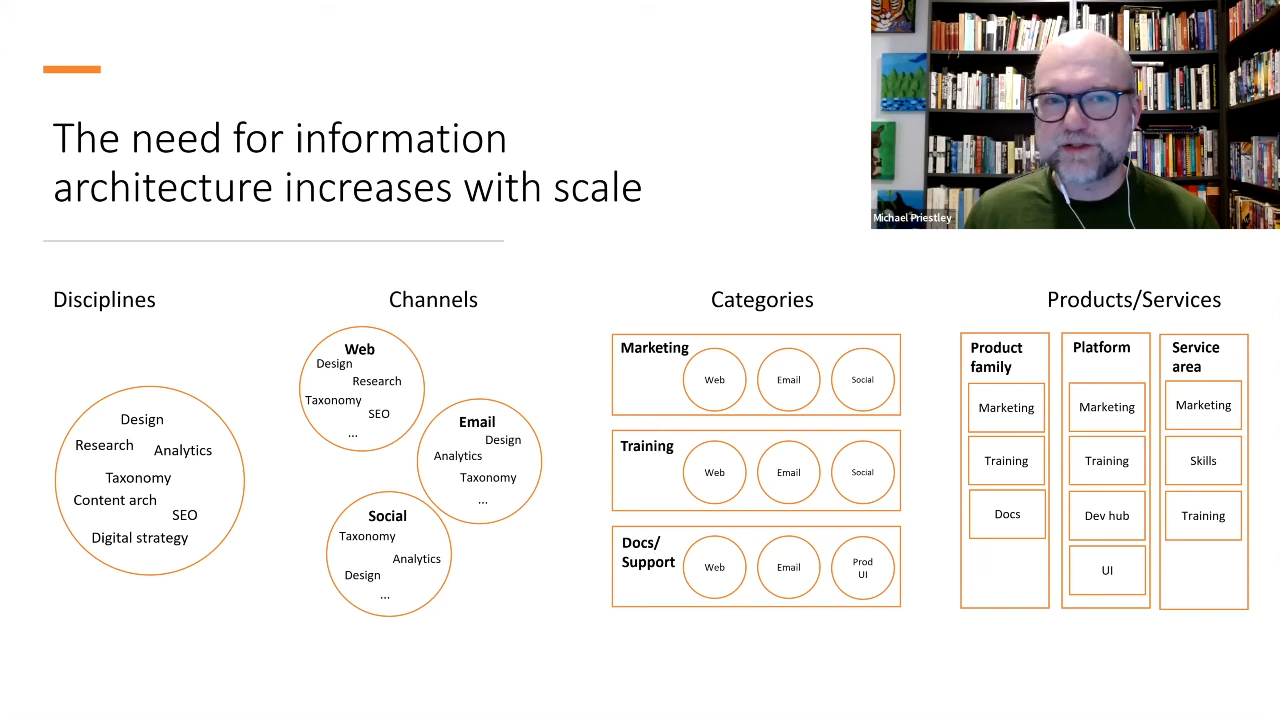 The need for information
architecture increases with scale
Michael Priestley
Disciplines
Design
Research
Analytics
Taxonomy
Content arch
SEO
Digital strategy
Channels
Web
Design
Research
Taxonomy
SEO
...
Email
Design
Analytics
Taxonomy
...
Social
Taxonomy
Analytics
Design
...
Categories
Marketing
Web
Email
Social
Training
Web
Email
Social
Docs/
Support
Web
Email
Prod
UI
Products/Services
Product
family
Marketing
Training
Docs
Platform
Marketing
Training
Dev hub
UI
Service
area
Marketing
Skills
Training